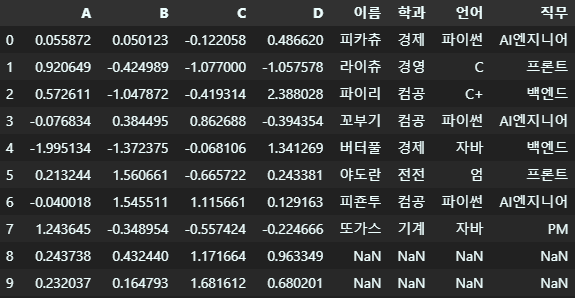 A B C D 이름 학과 언어 직무
0 0.055872 0.050123 -0.122058 0.486620 피카츄 경제 파이썬 AI엔지니어
1 0.920649 -0.424989 -1.077000 -1.057578 라이츄 경영 C 프론트
2 0.572611 -1.047872 -0.419314 2.388028 파이리 컴공 C+ 백엔드
3 -0.076834 0.384495 0.862688 -0.394354 꼬부기 컴공 파이썬 AI엔지니어
4 -1.995134 -1.372375 -0.068106 1.341269 버터풀 경제 자바 백엔드
5 0.213244 1.560661 -0.665722 0.243381 야도란 전전 엄 프론트
6 -0.040018 1.545511 1.115661 0.129163 피죤투 컴공 파이썬 AI엔지니어
7 1.243645 -0.348954 -0.557424 -0.224666 또가스 기계 자바 PM
8 0.243738 0.432440 1.171664 0.963349 NaN NaN NaN NaN
9 0.232037 0.164793 1.681612 0.680201 NaN NaN NaN NaN